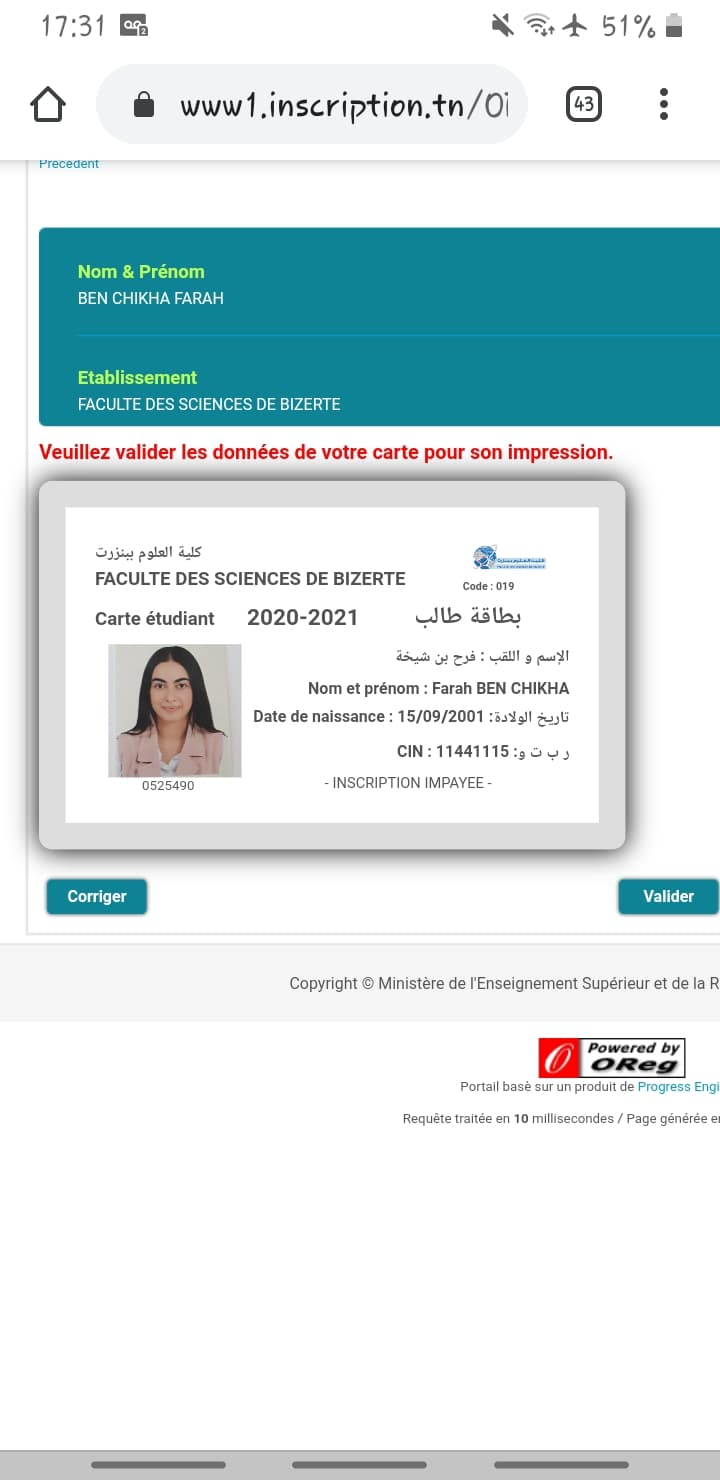 17:31
51%
www1.inscription.tn/Oi
43
Précédent
Nom & Prénom
BEN CHIKHA FARAH
Etablissement
FACULTE DES SCIENCES DE BIZERTE
Veuillez valider les données de votre carte pour son impression.
كلية العلوم ببنزرت
FACULTE DES SCIENCES DE BIZERTE
Code : 019
Carte étudiant 2020-2021 بطاقة طالب
الإسم و اللقب : فرح بن شيخة
Nom et prénom : Farah BEN CHIKHA
Date de naissance : 15/09/2001 :تاريخ الولادة
CIN : 11441115 :ر ب ت و
0525490
- INSCRIPTION IMPAYEE -
Corriger
Valider
Copyright © Ministère de l'Enseignement Supérieur et de la R
Powered by
OReg
Portail basè sur un produit de Progress Engi
Requête traitée en 10 millisecondes / Page générée e